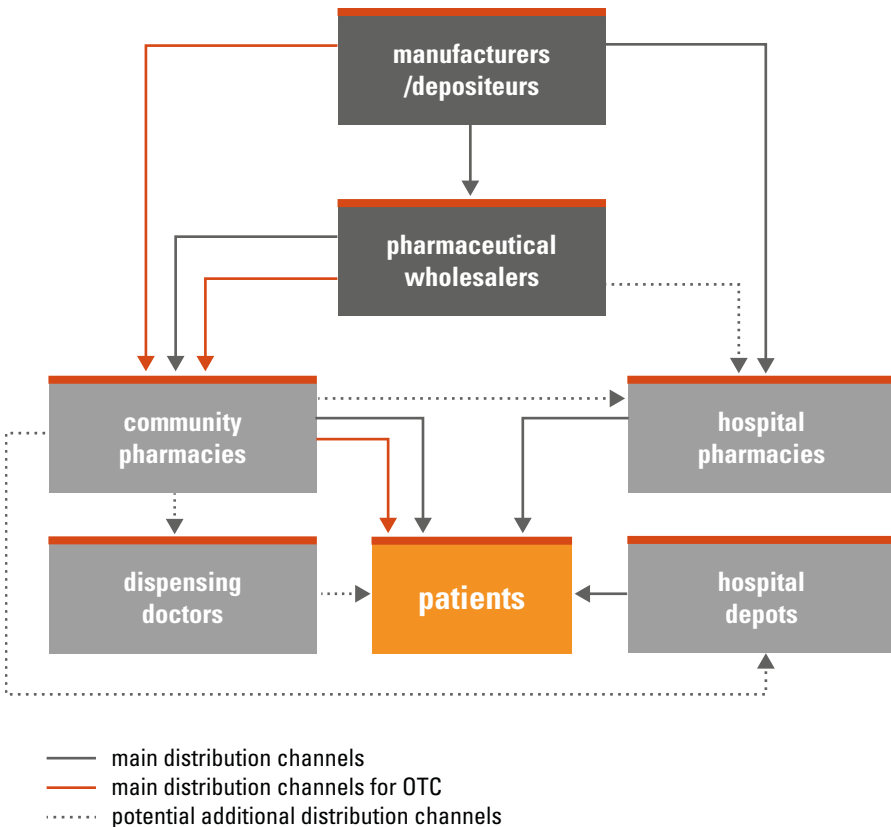 manufacturers
/depositeurs
pharmaceutical
wholesalers
community
pharmacies
hospital
pharmacies
dispensing
doctors
patients
hospital
depots
main distribution channels
main distribution channels for OTC
potential additional distribution channels